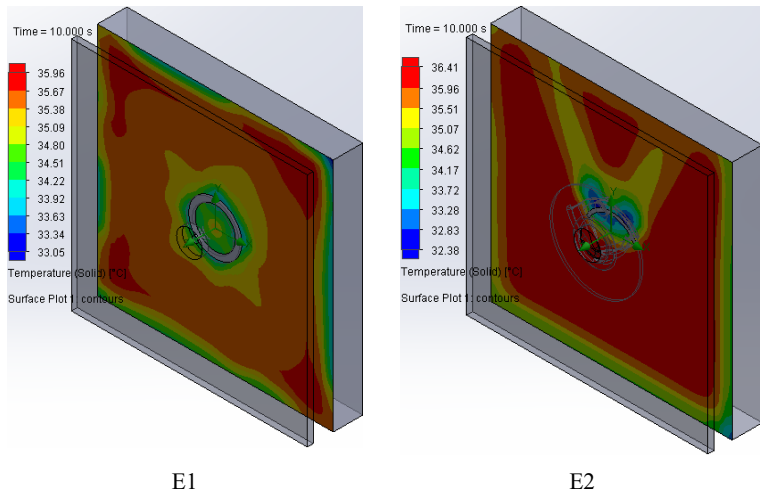 Time = 10.000 s
35.96
35.67
35.38
35.09
34.80
34.51
34.22
33.92
33.63
33.34
33.05
Temperature (Solid) [°C]
Surface Plot 1: contours
E1
Time = 10.000 s
36.41
35.96
35.51
35.07
34.62
34.17
33.72
33.28
32.83
32.38
Temperature (Solid) [°C]
Surface Plot 1: contours
E2